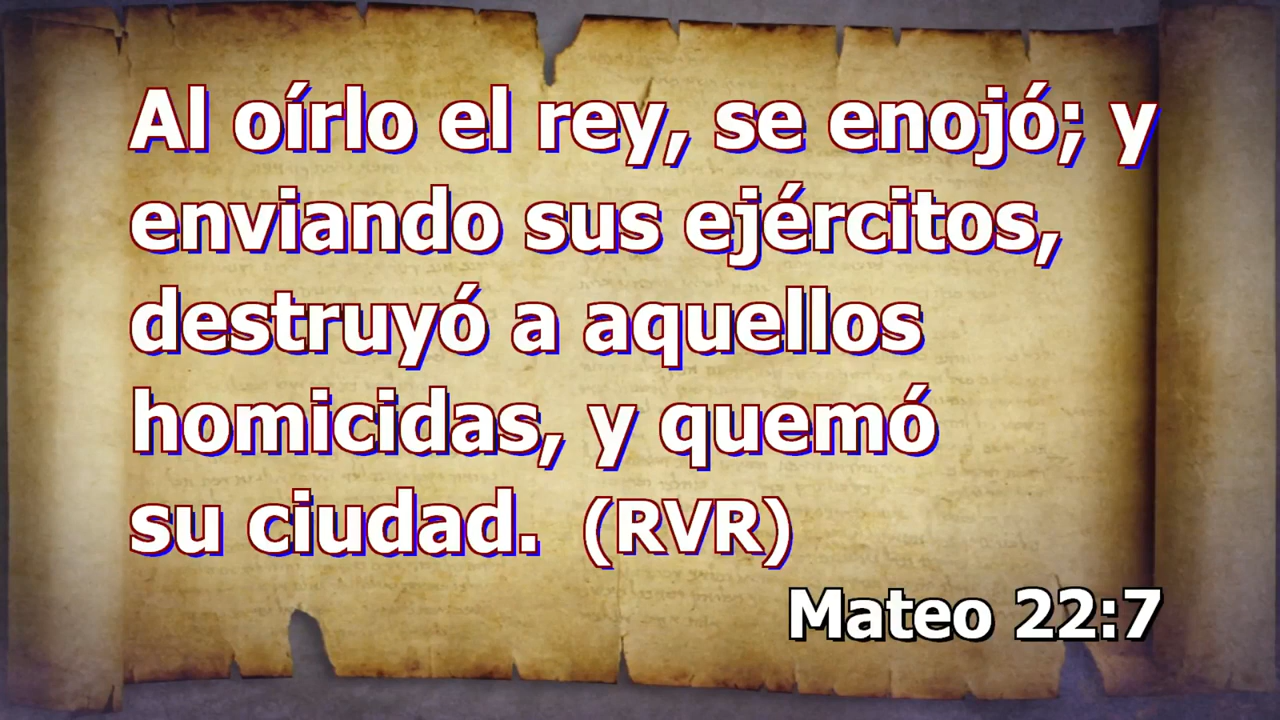 Al oírlo el rey, se enojó; y
enviando sus ejércitos,
destruyó a aquellos
homicidas, y quemó
su ciudad. (RVR)
Mateo 22:7